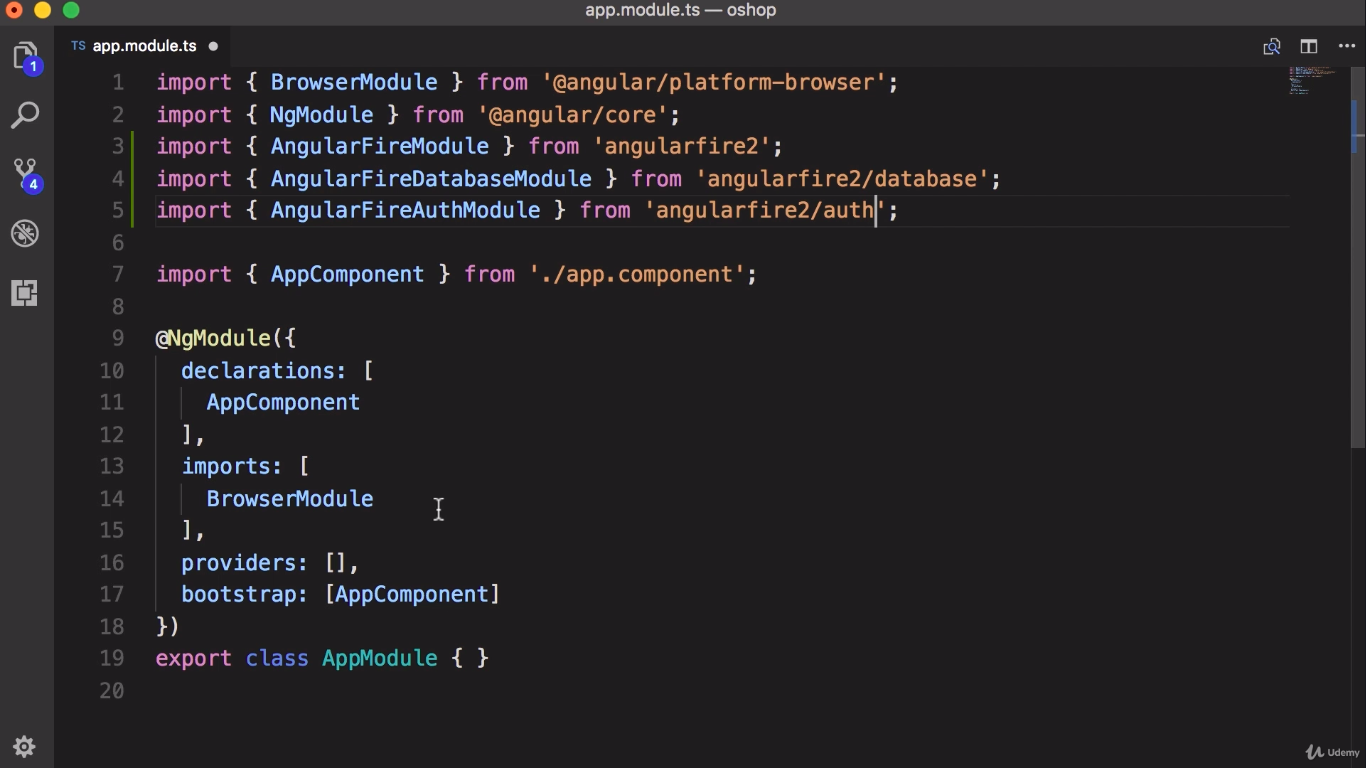 app.module.ts — oshop
TS app.module.ts
1 import { BrowserModule } from '@angular/platform-browser';
2 import { NgModule } from '@angular/core';
3 import { AngularFireModule } from 'angularfire2';
4 import { AngularFireDatabaseModule } from 'angularfire2/database';
5 import { AngularFireAuthModule } from 'angularfire2/auth';
6
7 import { AppComponent } from './app.component';
8
9 @NgModule({
10 declarations: [
11 AppComponent
12 ],
13 imports: [
14 BrowserModule
15 ],
16 providers: [],
17 bootstrap: [AppComponent]
18 })
19 export class AppModule { }
20
1
4
Udemy